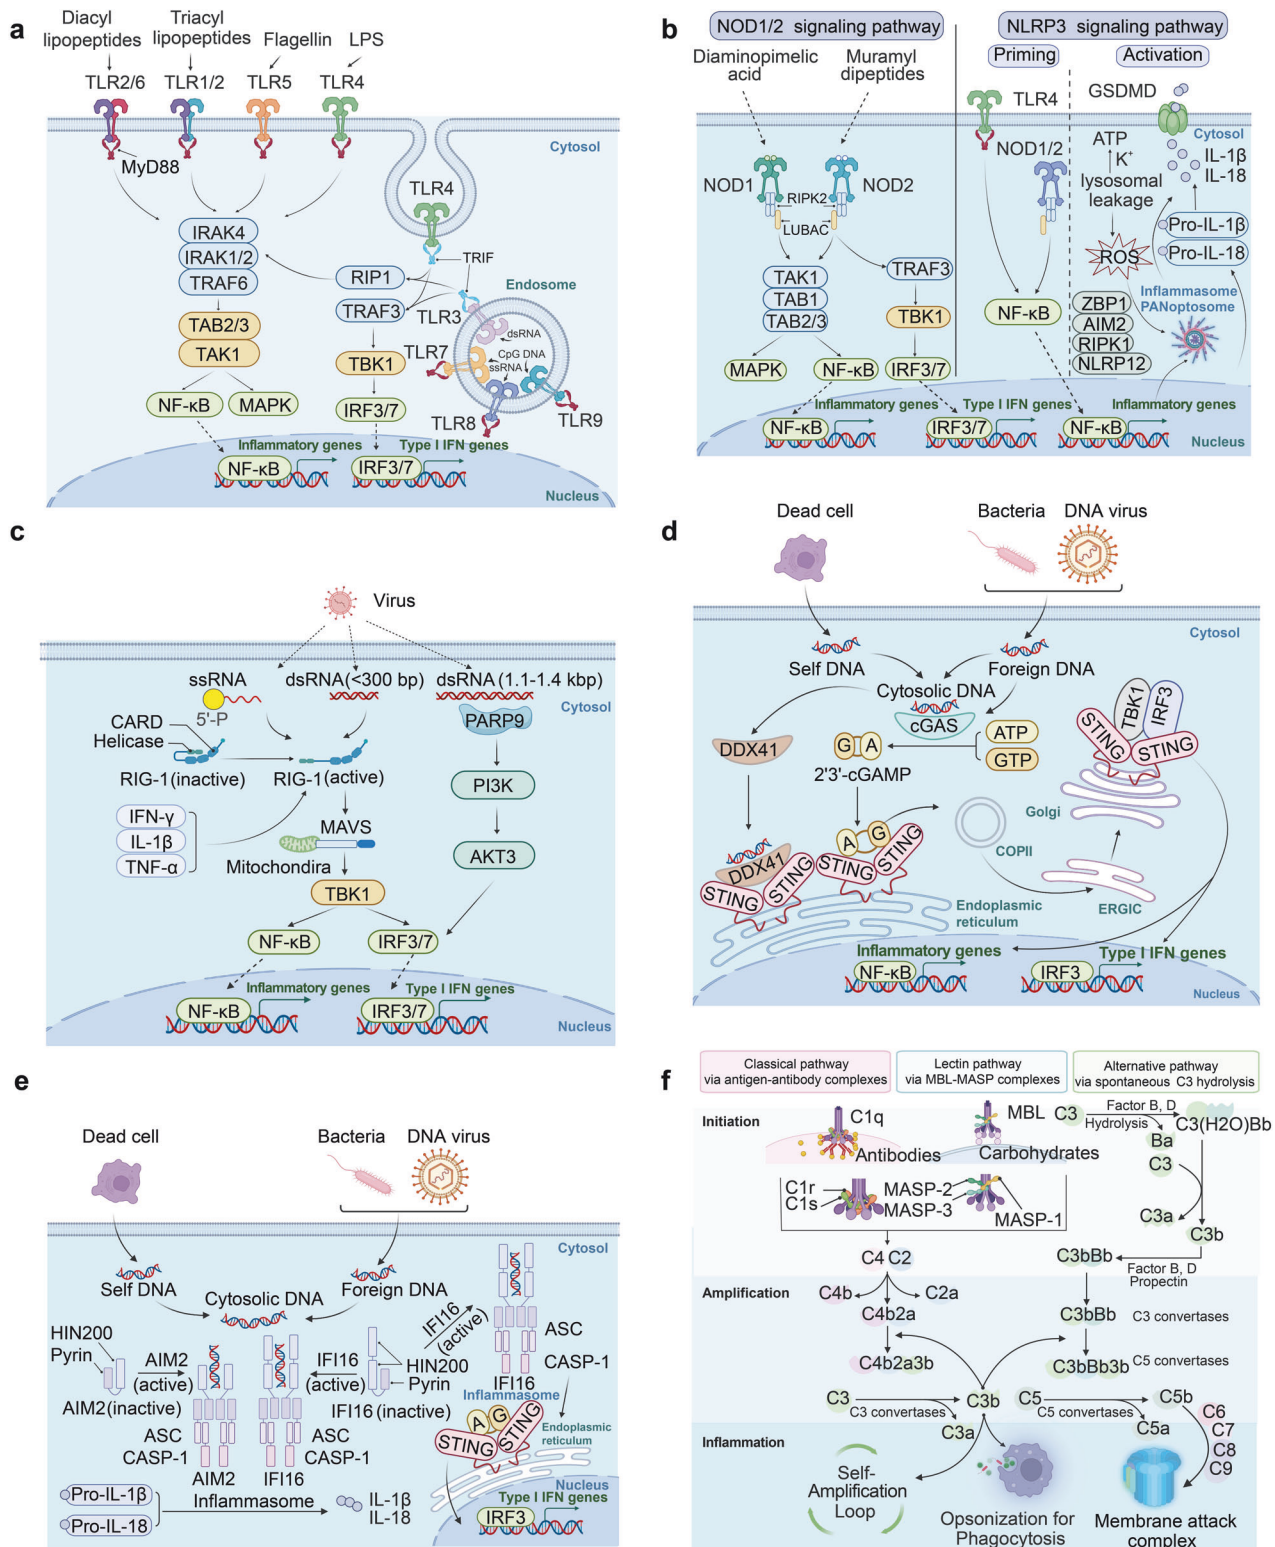 a
Diacyl
lipopeptides
Triacyl
lipopeptides
Flagellin
LPS
TLR2/6
TLR1/2
TLR5
TLR4
MyD88
Cytosol
TLR4
IRAK4
IRAK1/2
TRAF6
TRIF
RIP1
Endosome
TRAF3
TLR3
dsRNA
TAB2/3
TAK1
TLR7
CpG DNA
ssRNA
TBK1
NF-κB
MAPK
IRF3/7
TLR8
TLR9
Inflammatory genes
Type I IFN genes
NF-κB
IRF3/7
Nucleus
b
NOD1/2 signaling pathway
NLRP3 signaling pathway
Diaminopimelic
acid
Muramyl
dipeptides
Priming
Activation
TLR4
GSDMD
Cytosol
ATP
K+
NOD1/2
IL-1β
IL-18
NOD1
NOD2
RIPK2
LUBAC
lysosomal
leakage
Pro-IL-1β
Pro-IL-18
ROS
TAK1
TAB1
TAB2/3
TRAF3
TBK1
NF-κB
Inflammasome
PANoptosome
ZBP1
AIM2
RIPK1
NLRP12
MAPK
NF-κB
IRF3/7
Inflammatory genes
Type I IFN genes
Inflammatory genes
NF-κB
IRF3/7
NF-κB
Nucleus
c
Virus
ssRNA
dsRNA(<300 bp)
dsRNA(1.1-1.4 kbp)
Cytosol
5'-P
PARP9
CARD
Helicase
RIG-1(inactive)
RIG-1(active)
PI3K
IFN-γ
IL-1β
TNF-α
MAVS
Mitochondira
AKT3
TBK1
NF-κB
IRF3/7
Inflammatory genes
Type I IFN genes
NF-κB
IRF3/7
Nucleus
d
Dead cell
Bacteria
DNA virus
Cytosol
Self DNA
Foreign DNA
Cytosolic DNA
cGAS
TBK1
IRF3
STING
STING
DDX41
G A
ATP
GTP
2'3'-cGAMP
Golgi
A G
COPII
DDX41
STING
STING
STING
STING
ERGIC
Endoplasmic
reticulum
Inflammatory genes
Type I IFN genes
NF-κB
IRF3
Nucleus
e
Dead cell
Bacteria
DNA virus
Cytosol
Self DNA
Foreign DNA
Cytosolic DNA
IFI16
(active)
ASC
CASP-1
IFI16
HIN200
Pyrin
AIM2
(active)
IFI16
(active)
HIN200
Pyrin
AIM2(inactive)
IFI16(inactive)
Inflammasome
A G
STING
STING
Endoplasmic
reticulum
ASC
CASP-1
AIM2
ASC
CASP-1
IFI16
Pro-IL-1β
Pro-IL-18
Inflammasome
IL-1β
IL-18
Nucleus
Type I IFN genes
IRF3
f
Classical pathway
via antigen-antibody complexes
Lectin pathway
via MBL-MASP complexes
Alternative pathway
via spontaneous C3 hydrolysis
Initiation
C1q
Antibodies
MBL
Carbohydrates
C3
Factor B, D
Hydrolysis
C3(H2O)Bb
Ba
C3
C1r
C1s
MASP-2
MASP-3
MASP-1
C3a
C3b
C4 C2
C3bBb
Factor B, D
Propectin
Amplification
C4b
C2a
C4b2a
C3bBb
C3 convertases
C4b2a3b
C3bBb3b
C5 convertases
C3
C3 convertases
C3b
C3a
C5
C5 convertases
C5b
C5a
C6
C7
C8
C9
Inflammation
Self-
Amplification
Loop
Opsonization for
Phagocytosis
Membrane attack
complex